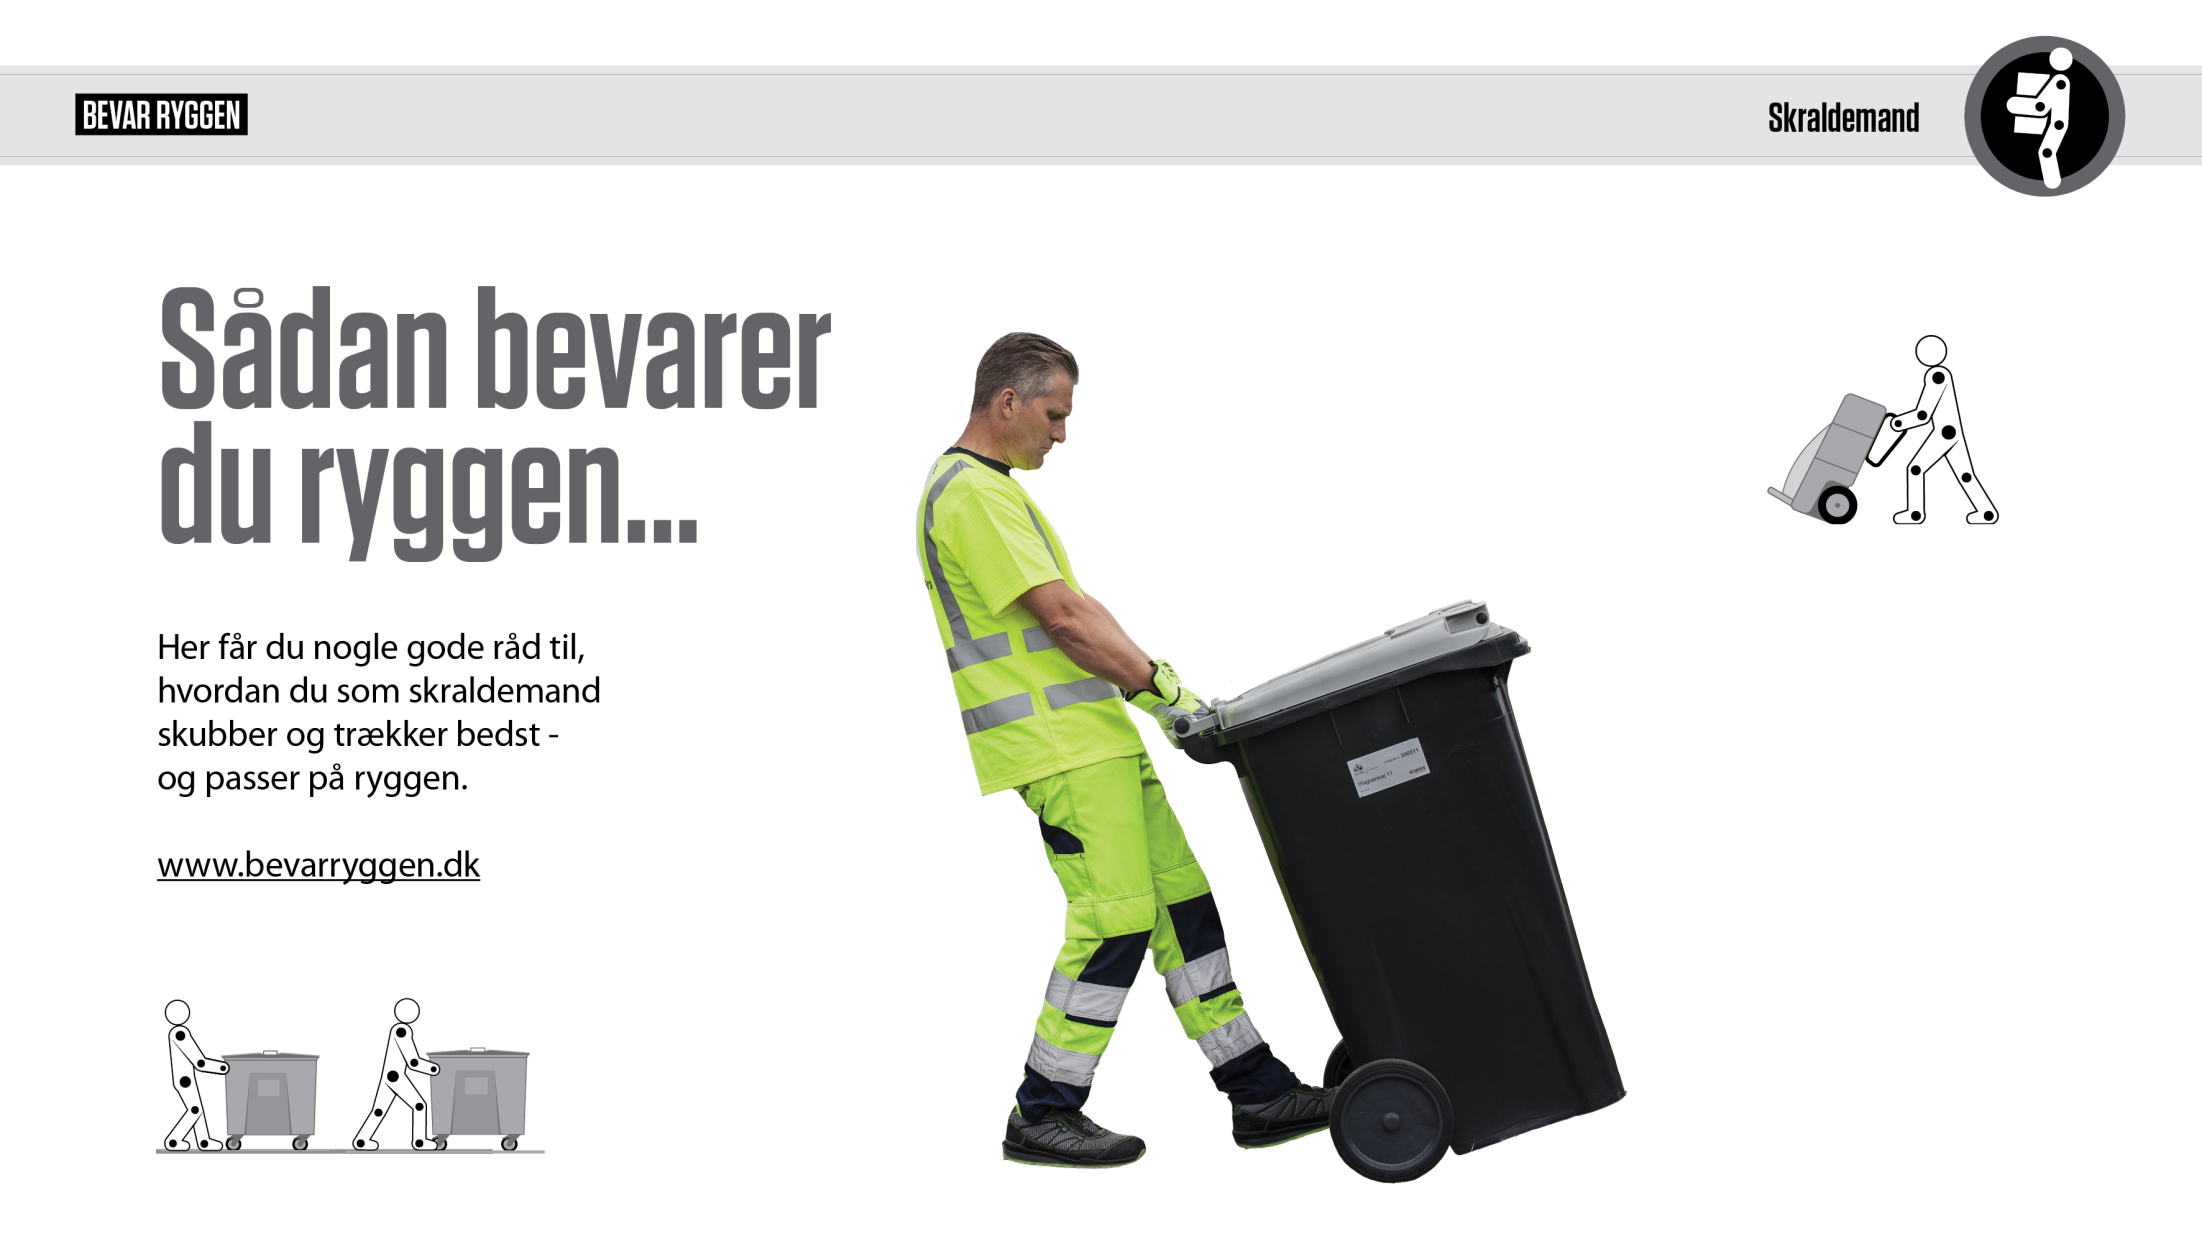 BEVAR RYGGEN
Skraldemand
Sådan bevarer
du ryggen...
Her får du nogle gode råd til,
hvordan du som skraldemand
skubber og trækker bedst -
og passer på ryggen.
www.bevarryggen.dk